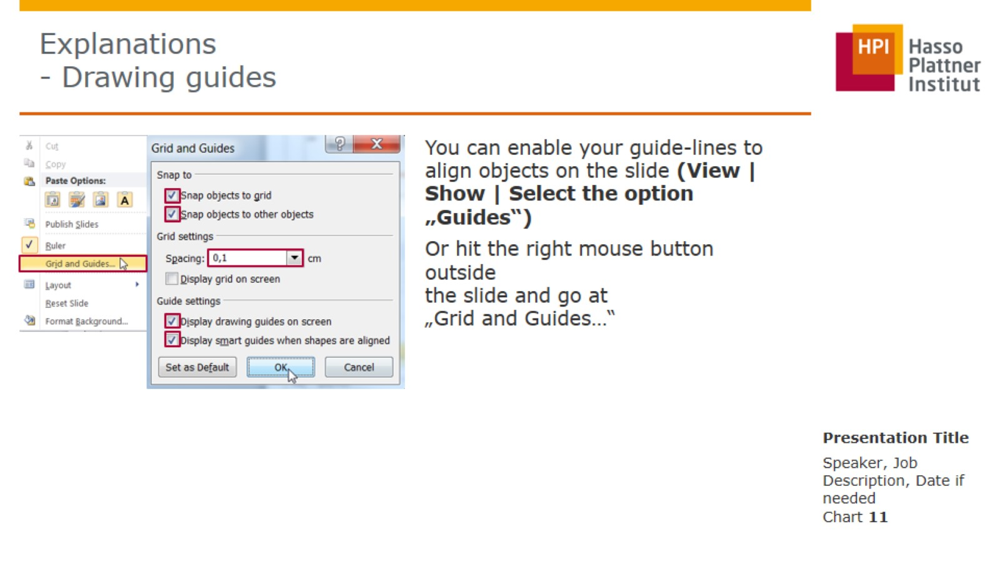 Explanations
- Drawing guides
HPI
Hasso
Plattner
Institut
Cut
Copy
Paste Options:
A
Publish Slides
Ruler
Grid and Guides...
Layout
Reset Slide
Format Background...
Grid and Guides
?
X
Snap to
Snap objects to grid
Snap objects to other objects
Grid settings
Spacing: 0,1 cm
Display grid on screen
Guide settings
Display drawing guides on screen
Display smart guides when shapes are aligned
Set as Default
OK
Cancel
You can enable your guide-lines to
align objects on the slide (View |
Show | Select the option
„Guides“)
Or hit the right mouse button
outside
the slide and go at
„Grid and Guides…“
Presentation Title
Speaker, Job
Description, Date if
needed
Chart 11